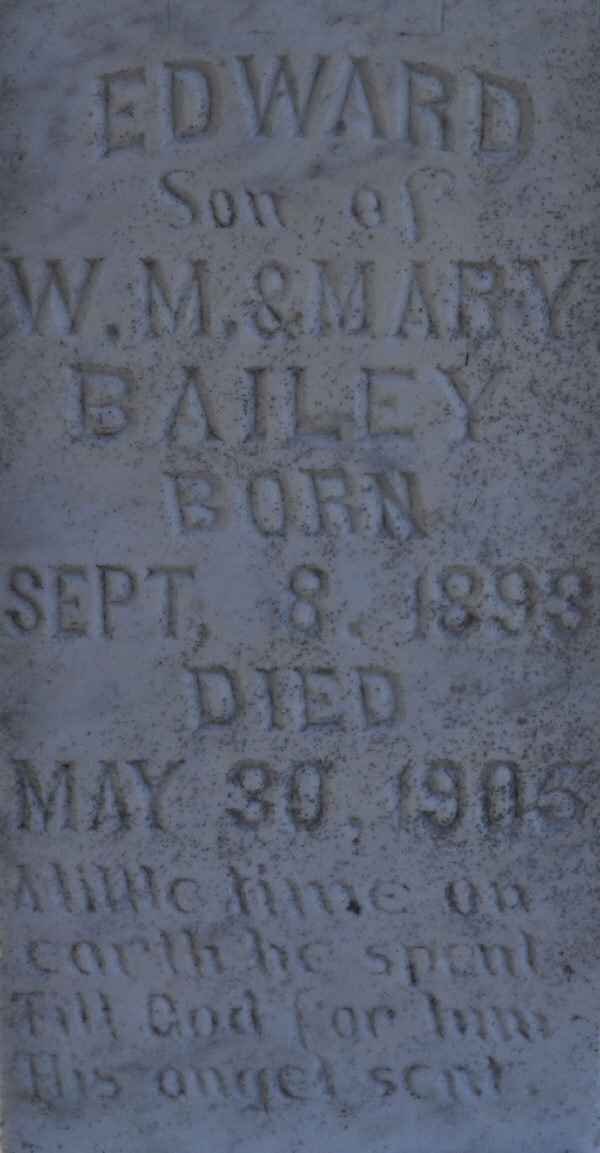 EDWARD
Son of
W. M. & MARY
BAILEY
BORN
SEPT. 8. 1893
DIED
MAY 30, 1905
A little time on
earth he spent.
Till God for him
His angel sent.